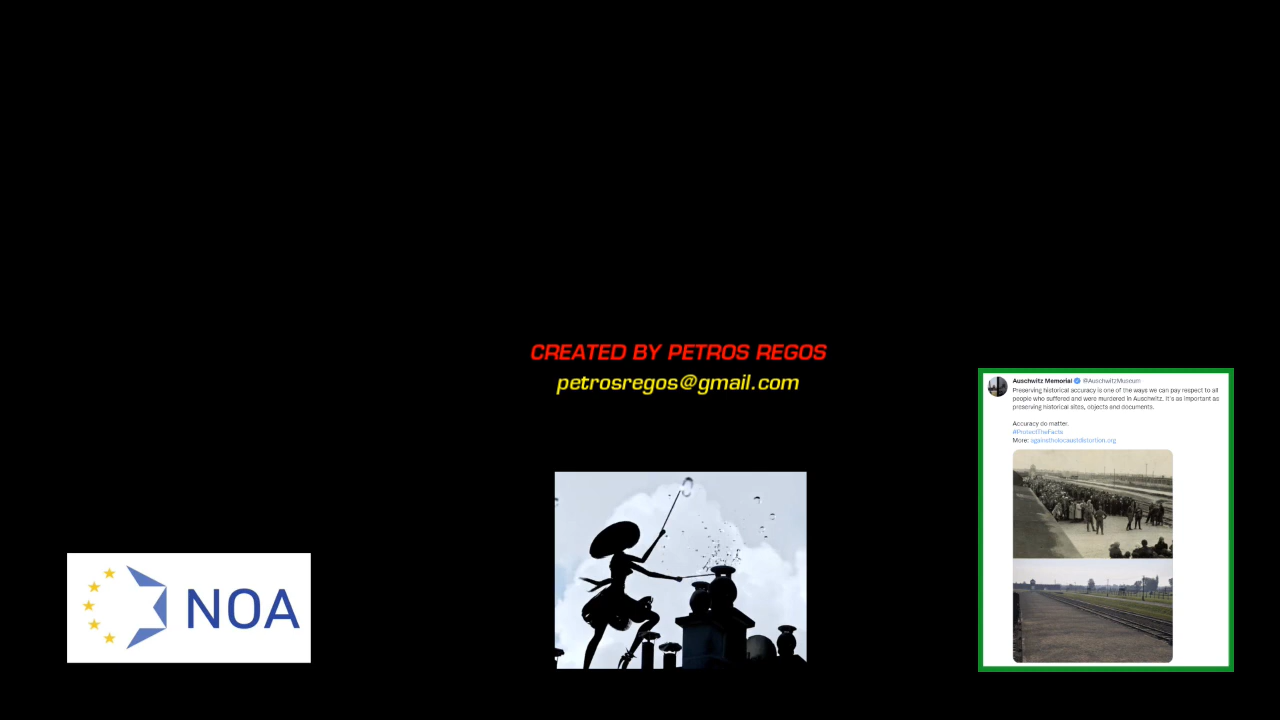 CREATED BY PETROS REGOS
petrosregos@gmail.com
NOA
Auschwitz Memorial @AuschwitzMuseum
Preserving historical accuracy is one of the ways we can pay respect to all
people who suffered and were murdered in Auschwitz. It's as important as
preserving historical sites, objects and documents.
Accuracy do matter.
#ProtectTheFacts
More: againstholocaustdistortion.org